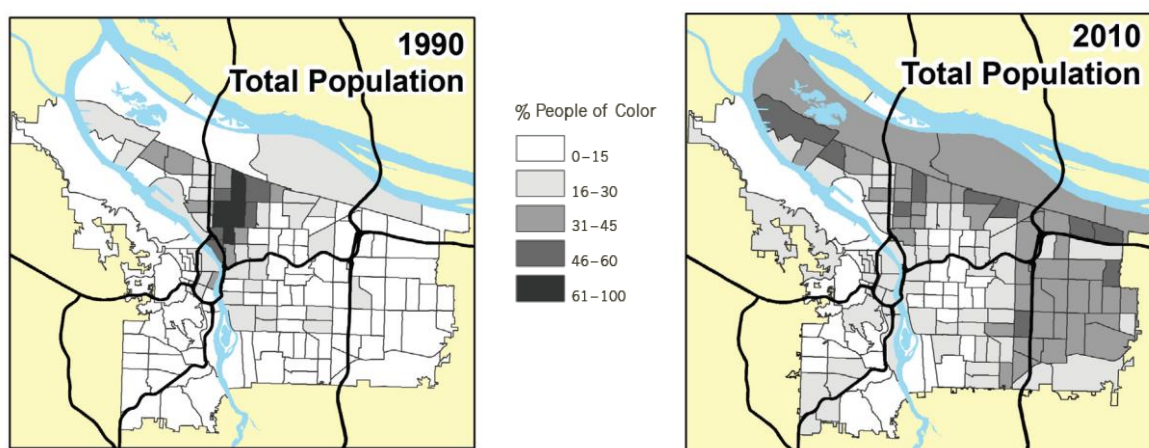 1990
Total Population
% People of Color
0–15
16–30
31–45
46–60
61–100
2010
Total Population